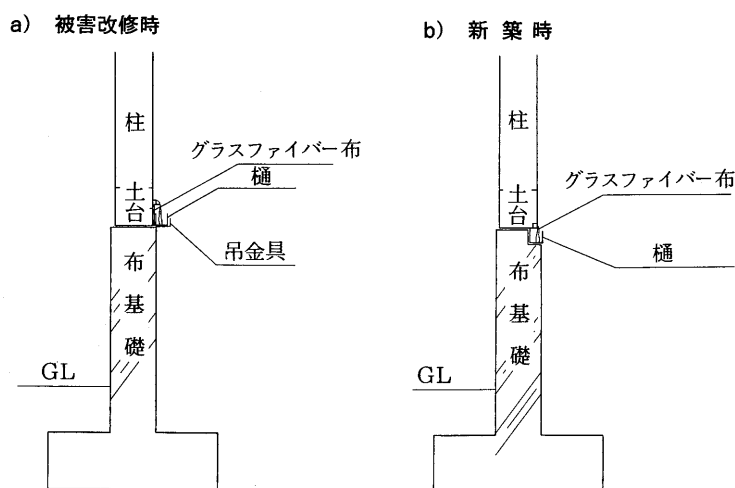 a) 被害改修時
柱
グラスファイバー布
樋
土台
吊金具
布基礎
GL
b) 新築時
柱
グラスファイバー布
土台
樋
布基礎
GL